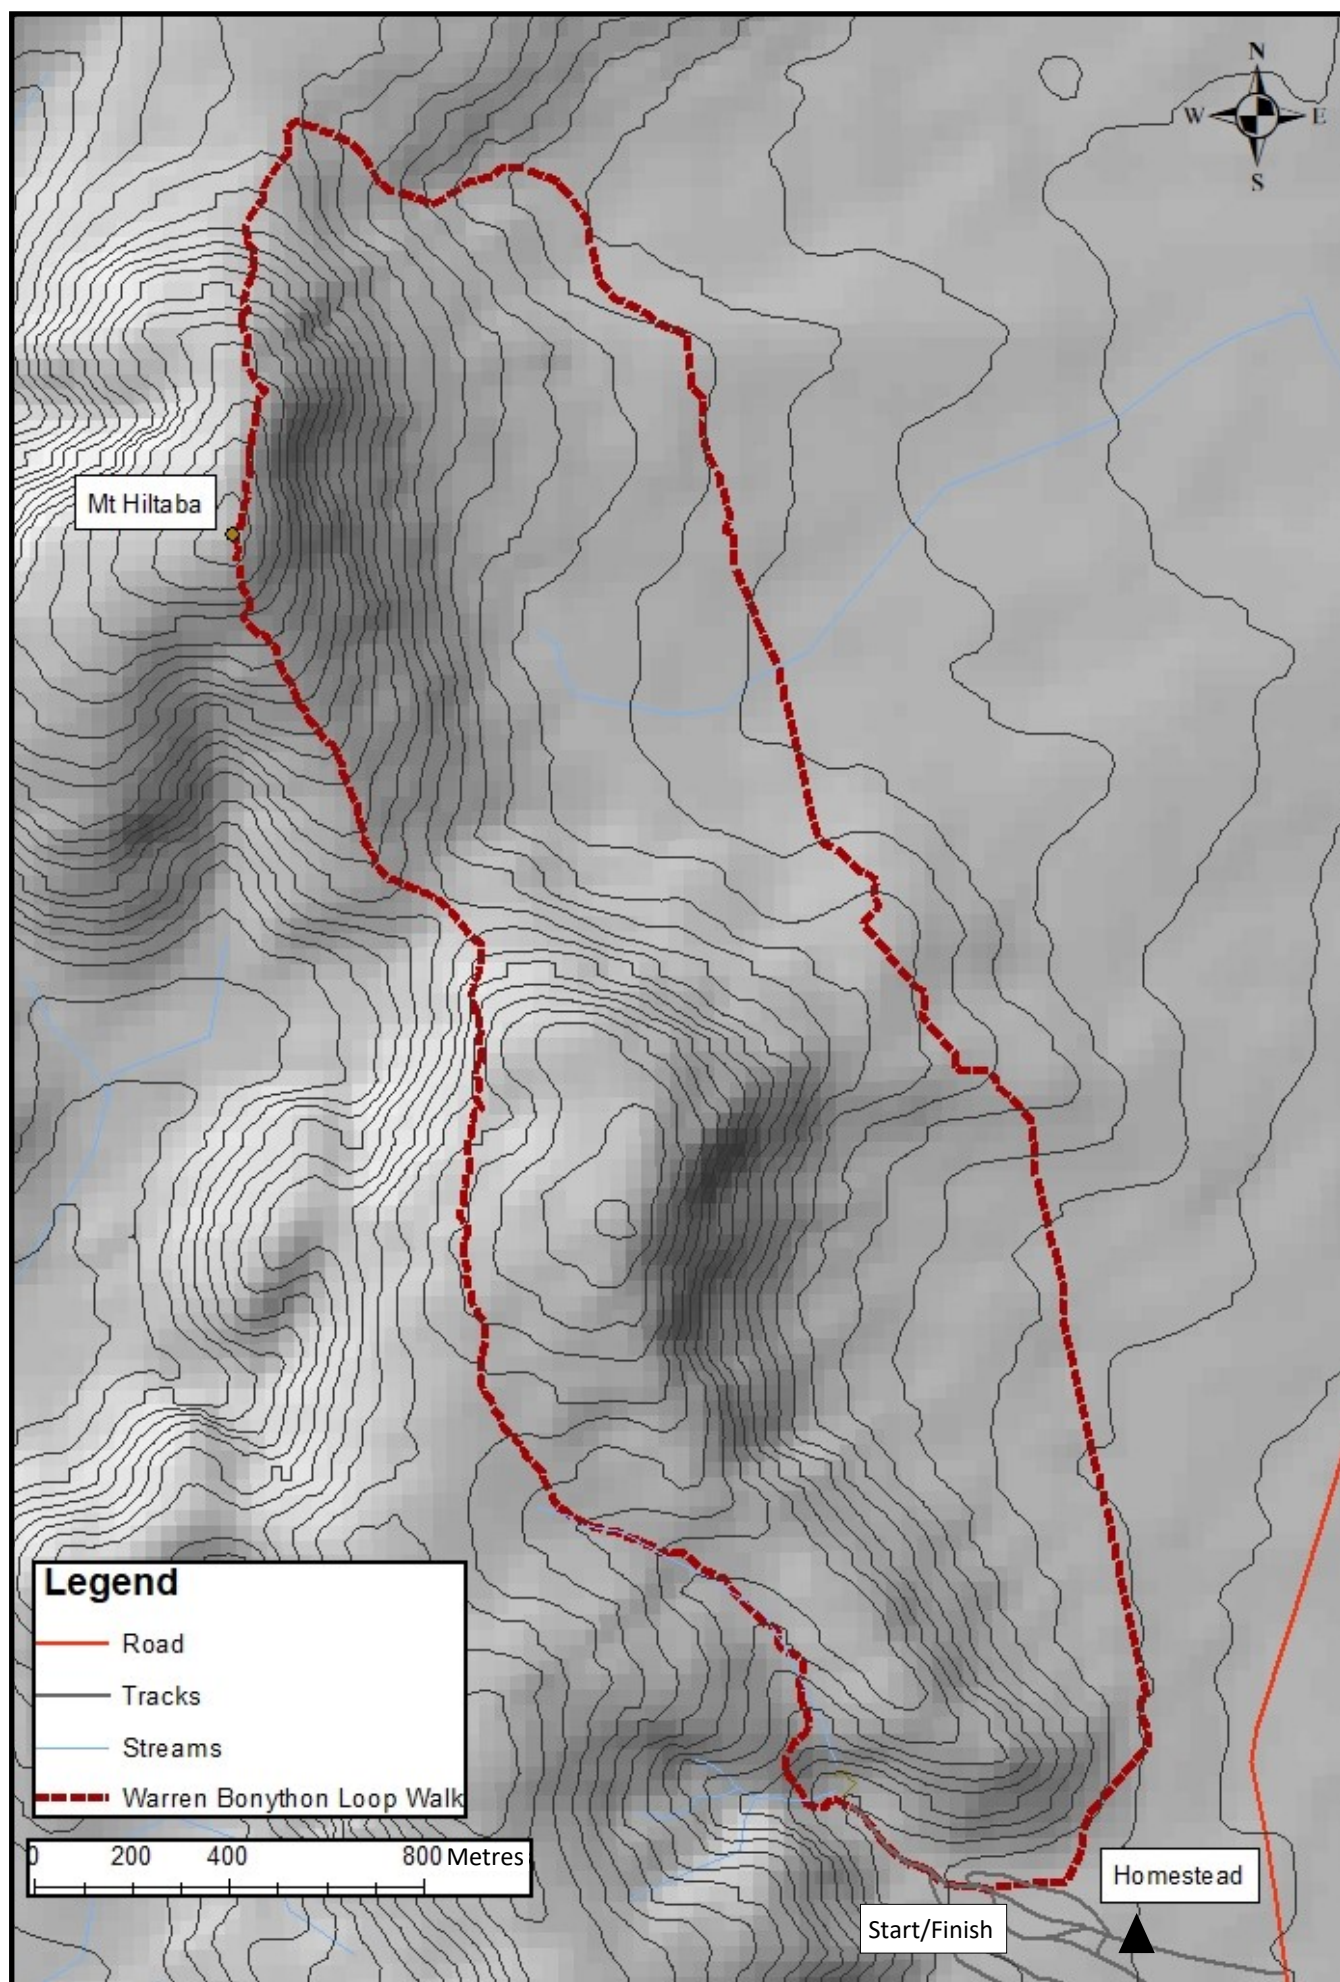 N
W E
S
Mt Hiltaba
Legend
Road
Tracks
Streams
Warren Bonython Loop Walk
0 200 400 800 Metres
Homestead
Start/Finish